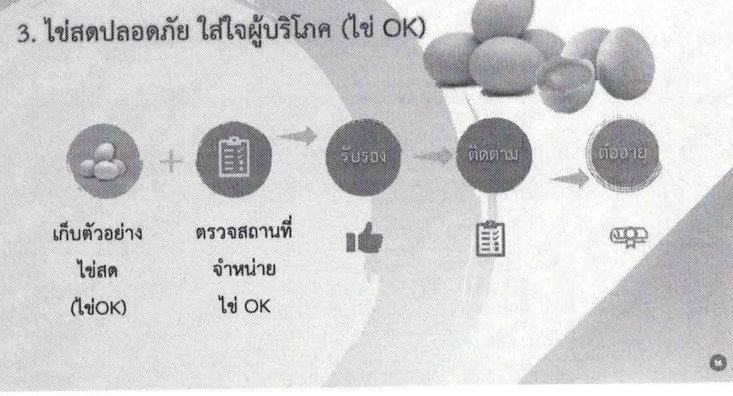 3. ไข่สดปลอดภัย ใส่ใจผู้บริโภค (ไข่ OK)
รับรอง
ติดตาม
ต่ออายุ
เก็บตัวอย่าง
ไข่สด
(ไข่OK)
ตรวจสถานที่
จำหน่าย
ไข่ OK